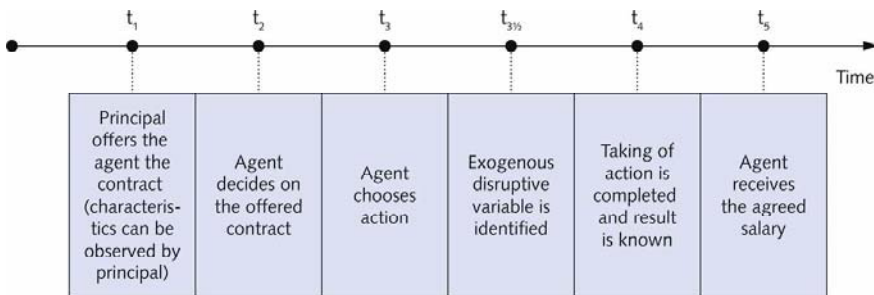 t1 t2 t3 t3½ t4 t5
Time
Principal
offers the
agent the
contract
(characteris-
tics can be
observed by
principal)
Agent
decides on
the offered
contract
Agent
chooses
action
Exogenous
disruptive
variable is
identified
Taking of
action is
completed
and result
is known
Agent
receives
the agreed
salary